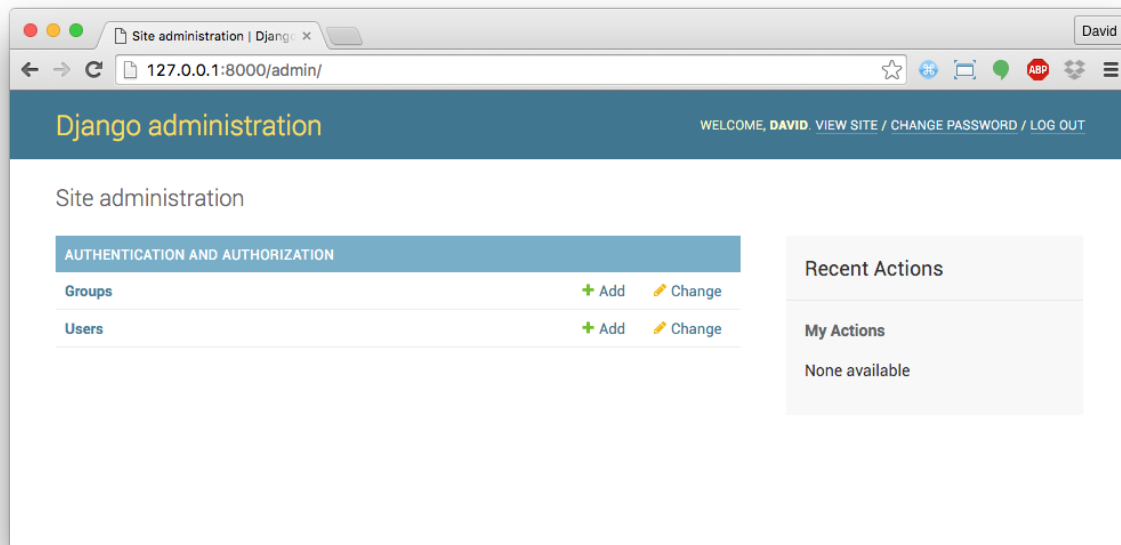 Site administration | Djang
David
127.0.0.1:8000/admin/
ABP
Django administration
WELCOME, DAVID. VIEW SITE / CHANGE PASSWORD / LOG OUT
Site administration
AUTHENTICATION AND AUTHORIZATION
Groups
Add
Change
Users
Add
Change
Recent Actions
My Actions
None available